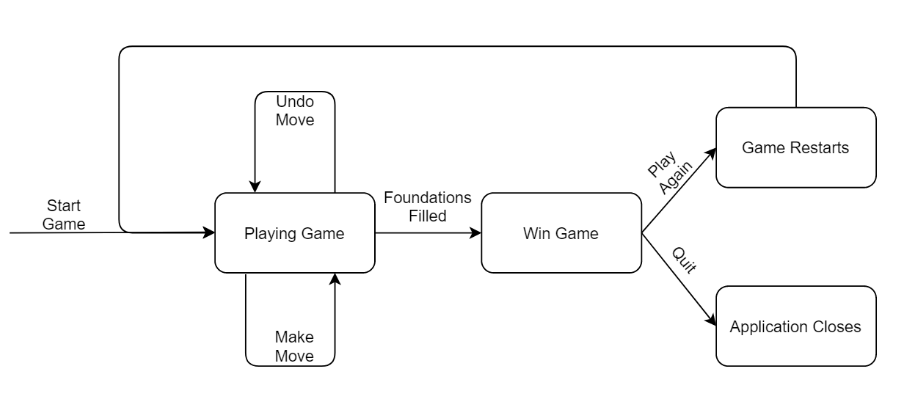 Undo
Move
Game Restarts
Play
Again
Start
Game
Foundations
Filled
Playing Game
Win Game
Quit
Application Closes
Make
Move